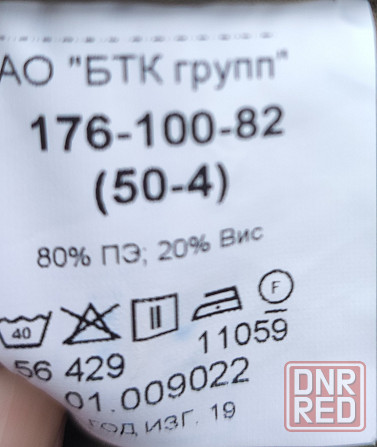 АО "БТК групп"
176-100-82
(50-4)
80% ПЭ; 20% Вис
40
F
11059
56 429
01.009022
ГОД ИЗГ. 19
DNR
RED